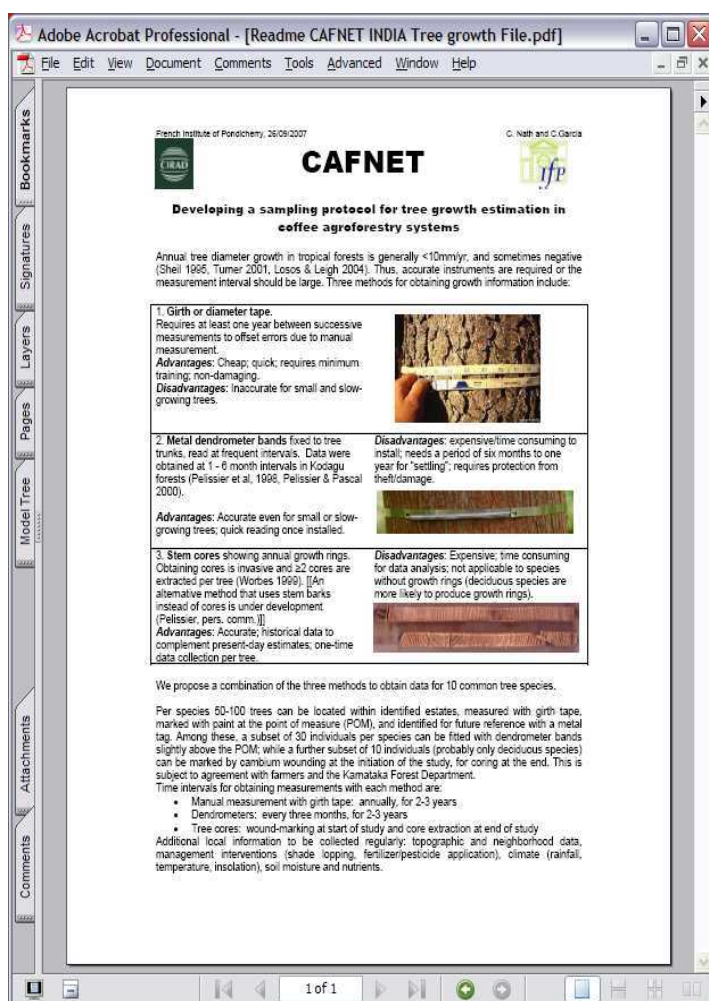 Adobe Acrobat Professional - [Readme CAFNET INDIA Tree growth File.pdf]
File Edit View Document Comments Tools Advanced Window Help
Bookmarks
Signatures
Layers
Pages
Model Tree
Attachments
Comments
French Institute of Pondicherry, 26/09/2007
C. Nath and C.Garcia
CIRAD
CAFNET
IfP
Developing a sampling protocol for tree growth estimation in
coffee agroforestry systems
Annual tree diameter growth in tropical forests is generally <10mm/yr, and sometimes negative
(Sheil 1995, Turner 2001, Losos & Leigh 2004). Thus, accurate instruments are required or the
measurement interval should be large. Three methods for obtaining growth information include:
1. Girth or diameter tape.
Requires at least one year between successive
measurements to offset errors due to manual
measurement.
Advantages: Cheap; quick; requires minimum
training; non-damaging.
Disadvantages: Inaccurate for small and slow-
growing trees.
2. Metal dendrometer bands fixed to tree
trunks, read at frequent intervals. Data were
obtained at 1 - 6 month intervals in Kodagu
forests (Pelissier et al, 1998, Pelissier & Pascal
2000).
Advantages: Accurate even for small or slow-
growing trees; quick reading once installed.
Disadvantages: expensive/time consuming to
install; needs a period of six months to one
year for "settling"; requires protection from
theft/damage.
3. Stem cores showing annual growth rings.
Obtaining cores is invasive and ≥2 cores are
extracted per tree (Worbes 1999). [[An
alternative method that uses stem barks
instead of cores is under development
(Pelissier, pers. comm.)]]
Advantages: Accurate; historical data to
complement present-day estimates; one-time
data collection per tree.
Disadvantages: Expensive; time consuming
for data analysis; not applicable to species
without growth rings (deciduous species are
more likely to produce growth rings).
We propose a combination of the three methods to obtain data for 10 common tree species.
Per species 50-100 trees can be located within identified estates, measured with girth tape,
marked with paint at the point of measure (POM), and identified for future reference with a metal
tag. Among these, a subset of 30 individuals per species can be fitted with dendrometer bands
slightly above the POM; while a further subset of 10 individuals (probably only deciduous species)
can be marked by cambium wounding at the initiation of the study, for coring at the end. This is
subject to agreement with farmers and the Karnataka Forest Department.
Time intervals for obtaining measurements with each method are:
• Manual measurement with girth tape: annually, for 2-3 years
• Dendrometers: every three months, for 2-3 years
• Tree cores: wound-marking at start of study and core extraction at end of study
Additional local information to be collected regularly: topographic and neighborhood data,
management interventions (shade lopping, fertilizer/pesticide application), climate (rainfall,
temperature, insolation), soil moisture and nutrients.
1 of 1